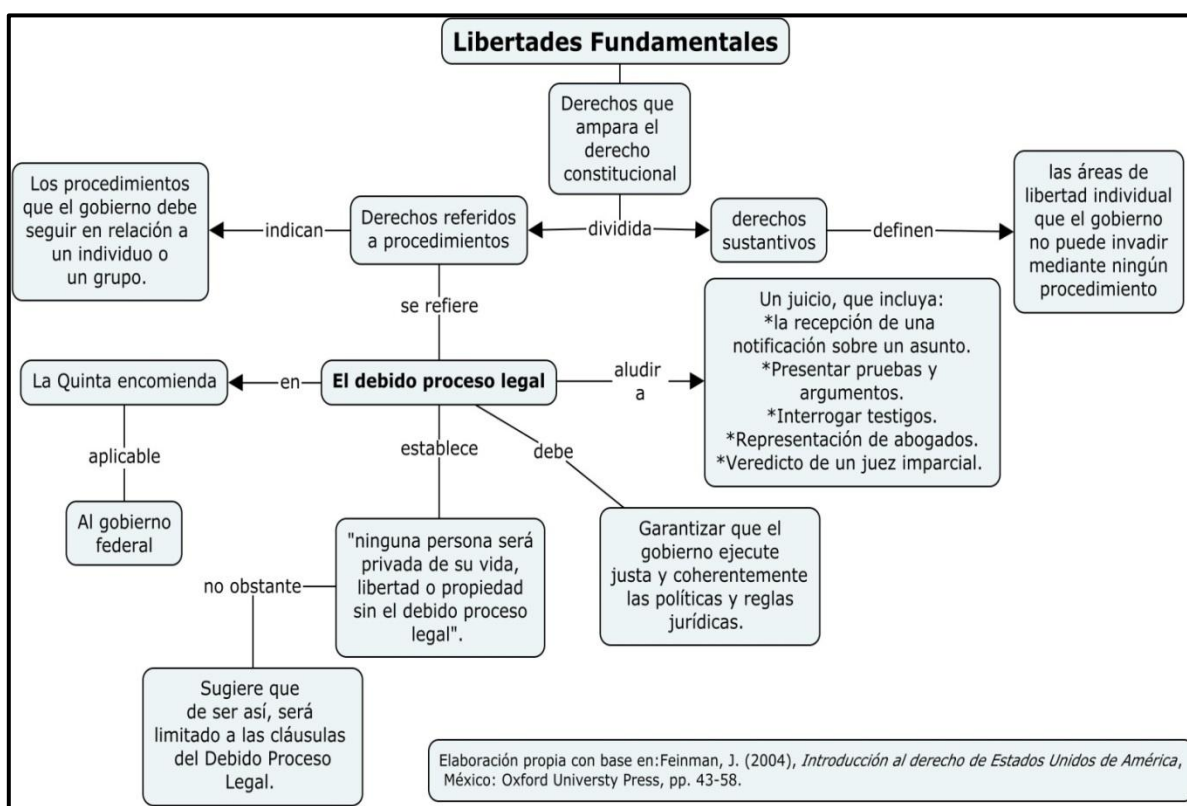 Libertades Fundamentales
Derechos que
ampara el
derecho
constitucional
Los procedimientos
que el gobierno debe
seguir en relación a
un individuo o
un grupo.
indican
Derechos referidos
a procedimientos
dividida
derechos
sustantivos
definen
las áreas de
libertad individual
que el gobierno
no puede invadir
mediante ningún
procedimiento
se refiere
Un juicio, que incluya:
*la recepción de una
notificación sobre un asunto.
*Presentar pruebas y
argumentos.
*Interrogar testigos.
*Representación de abogados.
*Veredicto de un juez imparcial.
La Quinta encomienda
en
El debido proceso legal
aludir
a
aplicable
establece
debe
Al gobierno
federal
"ninguna persona será
privada de su vida,
libertad o propiedad
sin el debido proceso
legal".
Garantizar que el
gobierno ejecute
justa y coherentemente
las políticas y reglas
jurídicas.
no obstante
Sugiere que
de ser así, será
limitado a las cláusulas
del Debido Proceso
Legal.
Elaboración propia con base en:Feinman, J. (2004), Introducción al derecho de Estados Unidos de América,
México: Oxford Universty Press, pp. 43-58.